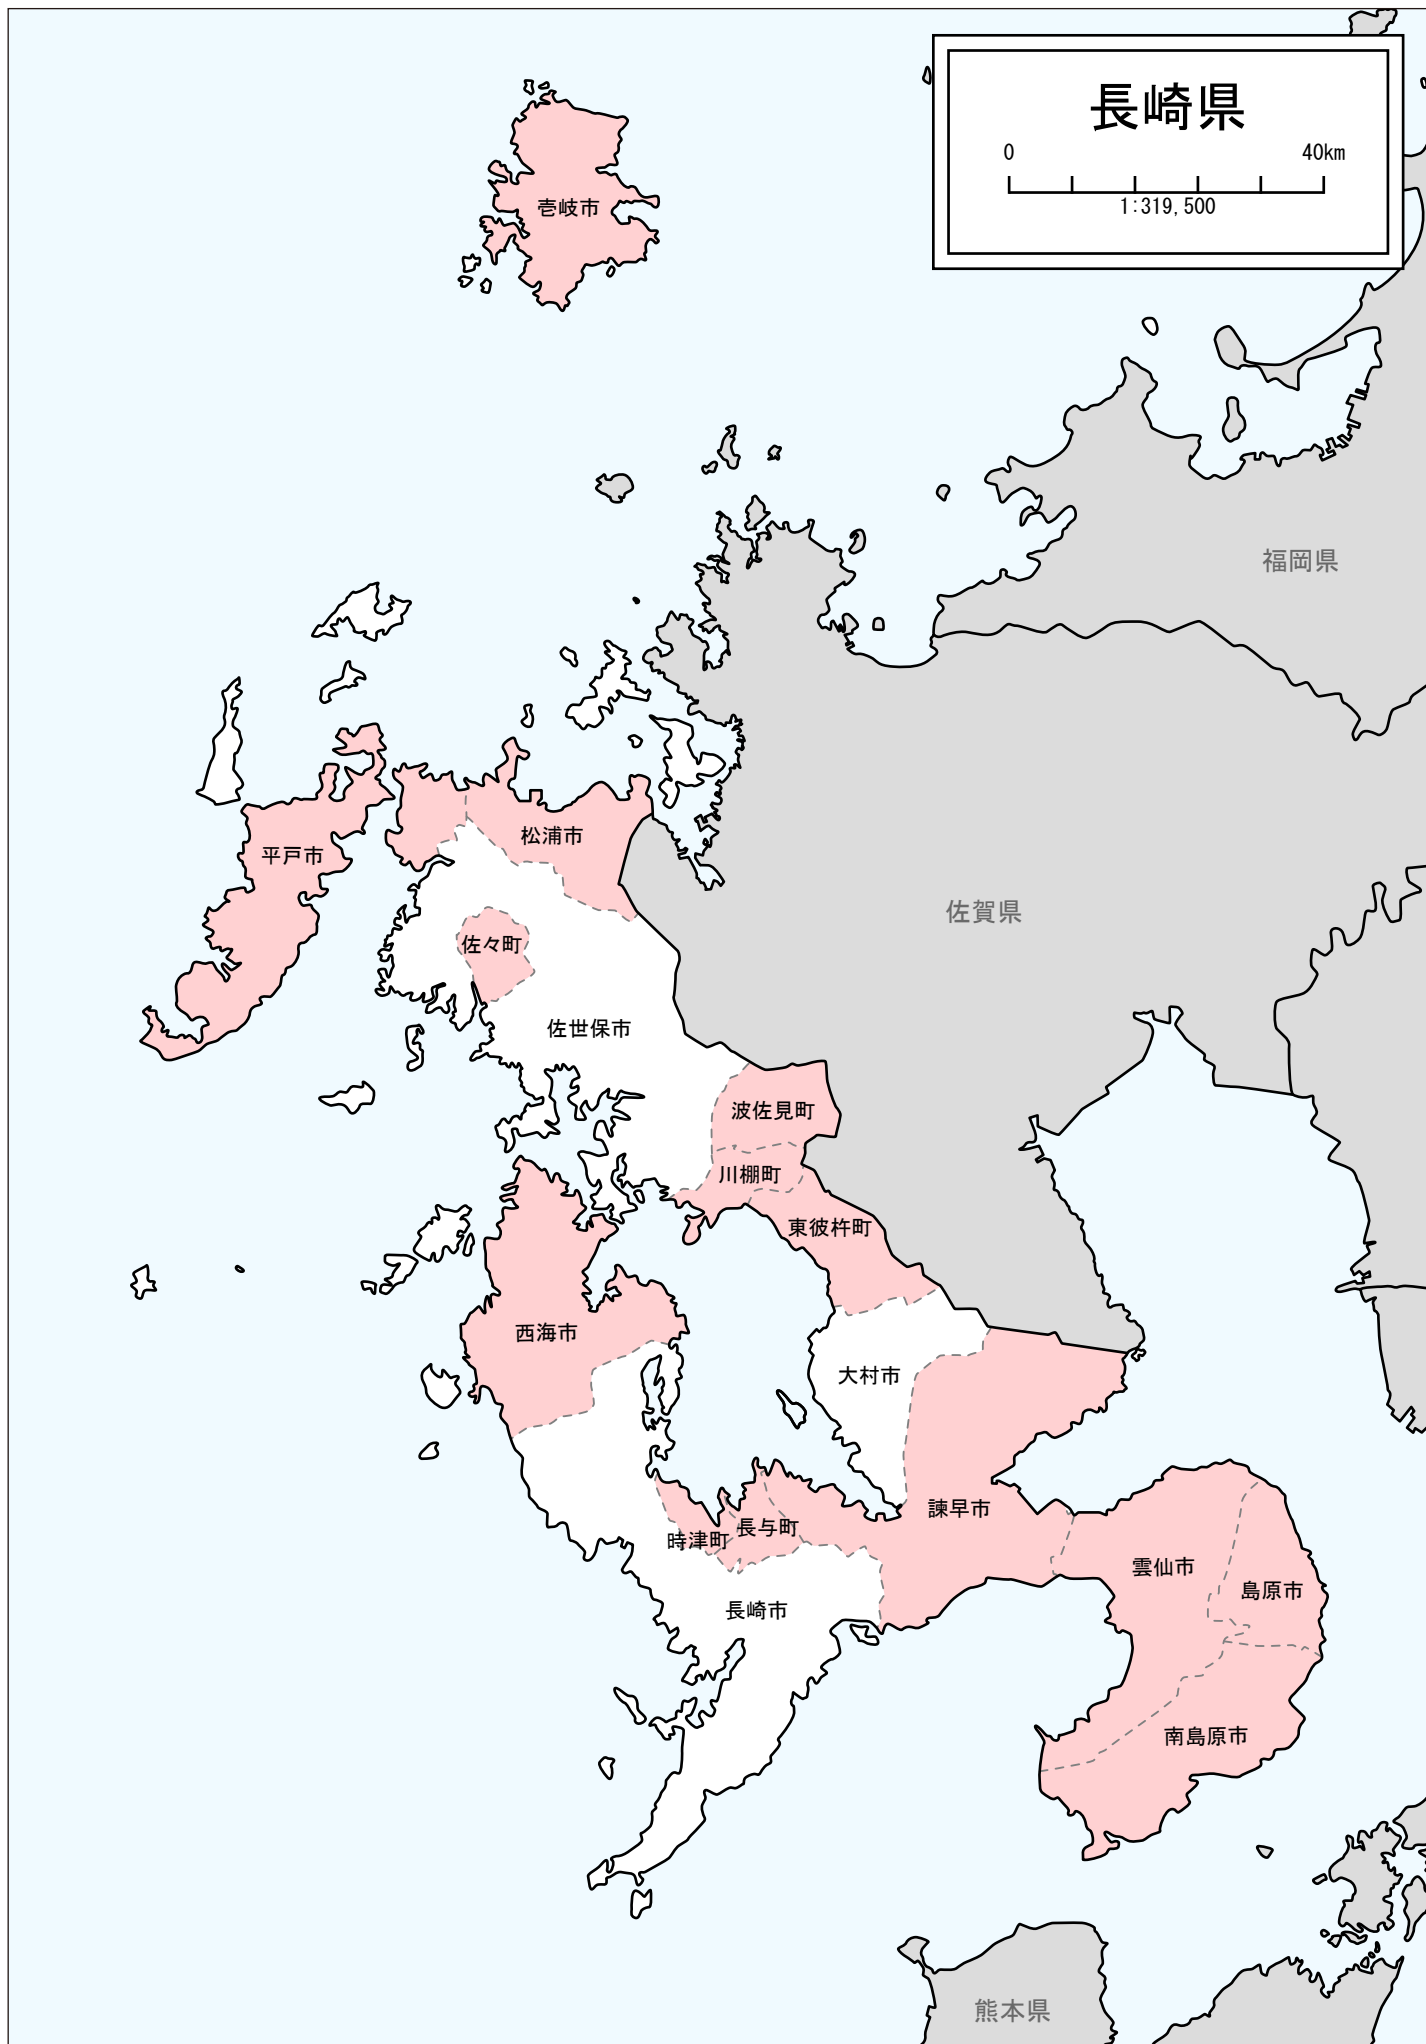 長崎県
0
40km
1:319,500
壱岐市
福岡県
松浦市
平戸市
佐賀県
佐々町
佐世保市
波佐見町
川棚町
東彼杵町
西海市
大村市
諫早市
長与町
時津町
雲仙市
島原市
長崎市
南島原市
熊本県